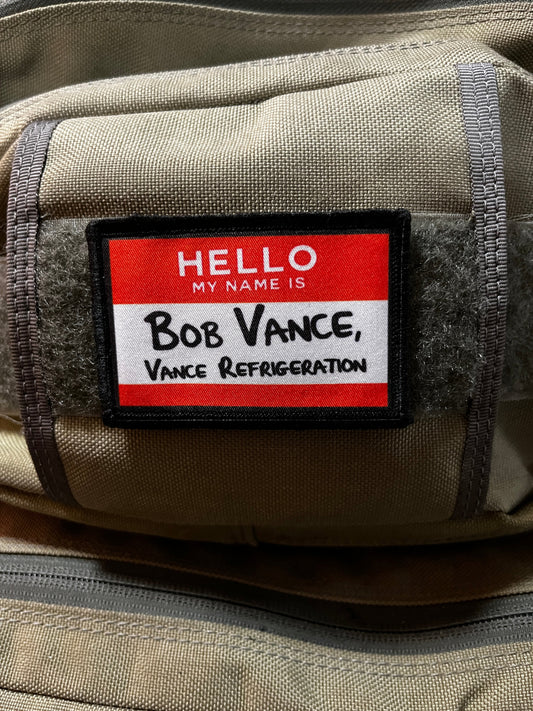 HELLO
MY NAME IS
BOB VANCE,
VANCE REFRIGERATION